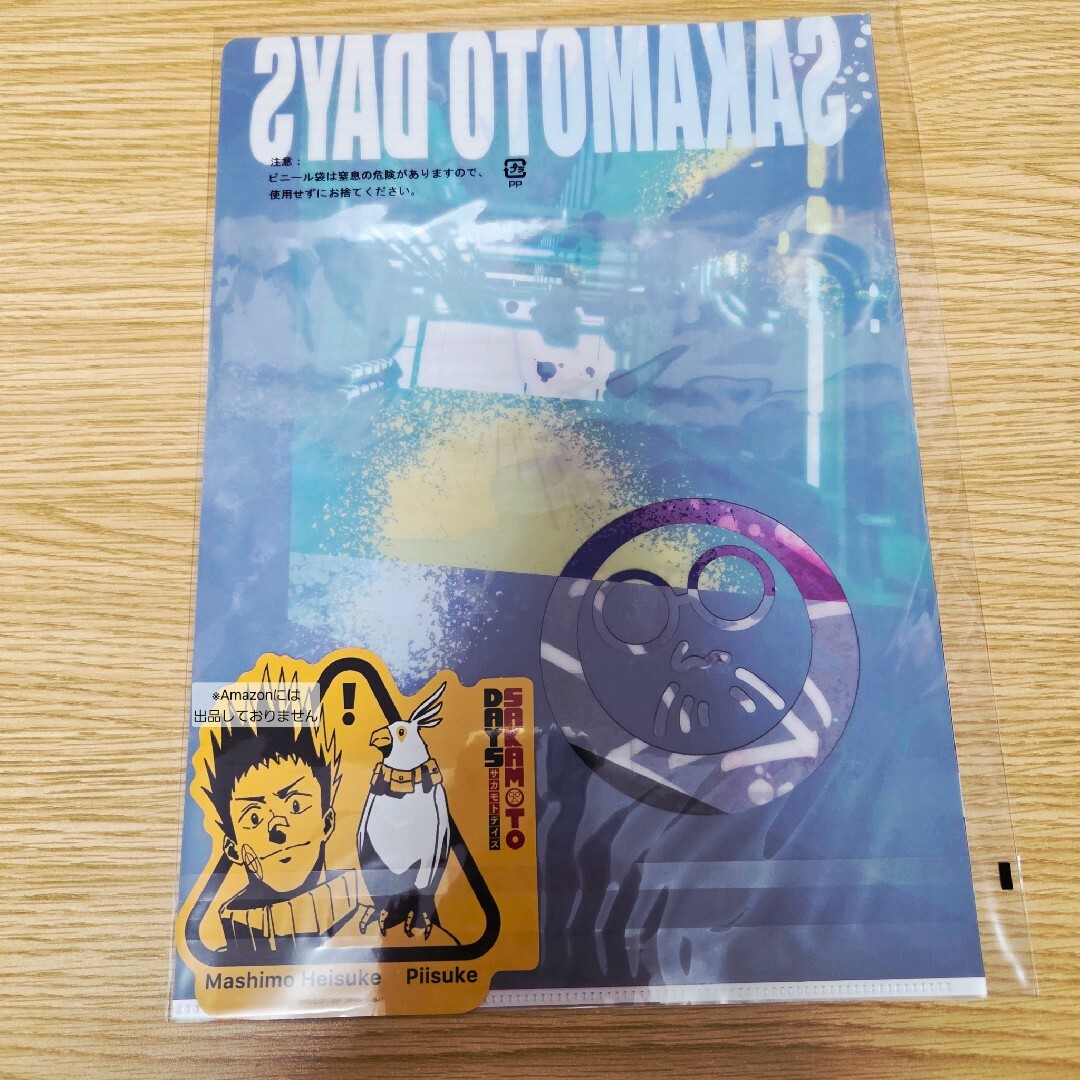 SAKAMOTO DAYS
注意：
ビニール袋は窒息の危険がありますので、
使用せずにお捨てください。
プラ
PP
※Amazonには
出品しておりません
!
SAKAMOTO
DAYS
サカモトデイズ
Mashimo Heisuke Piisuke